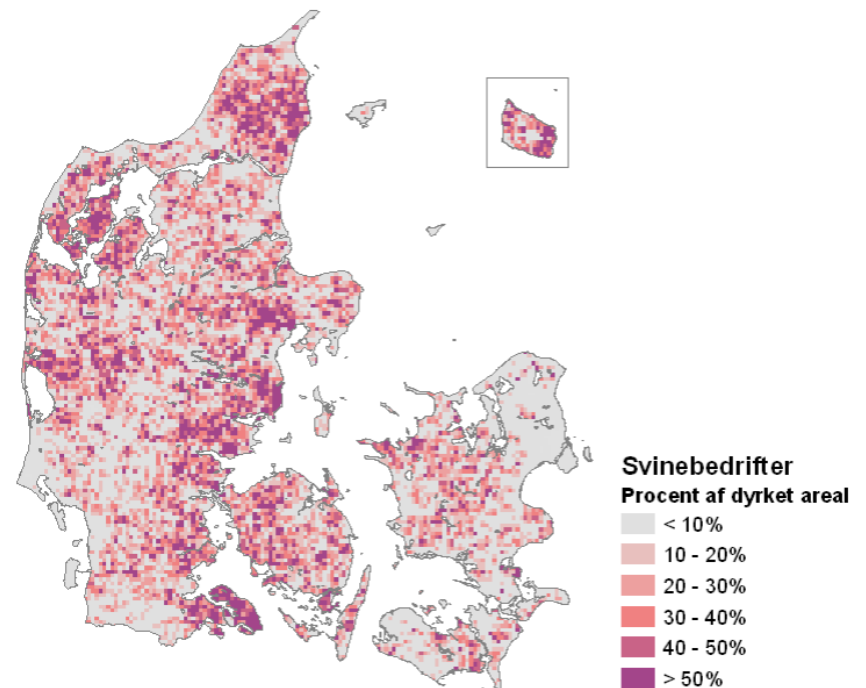 Svinebedrifter
Procent af dyrket areal
< 10%
10 - 20%
20 - 30%
30 - 40%
40 - 50%
> 50%